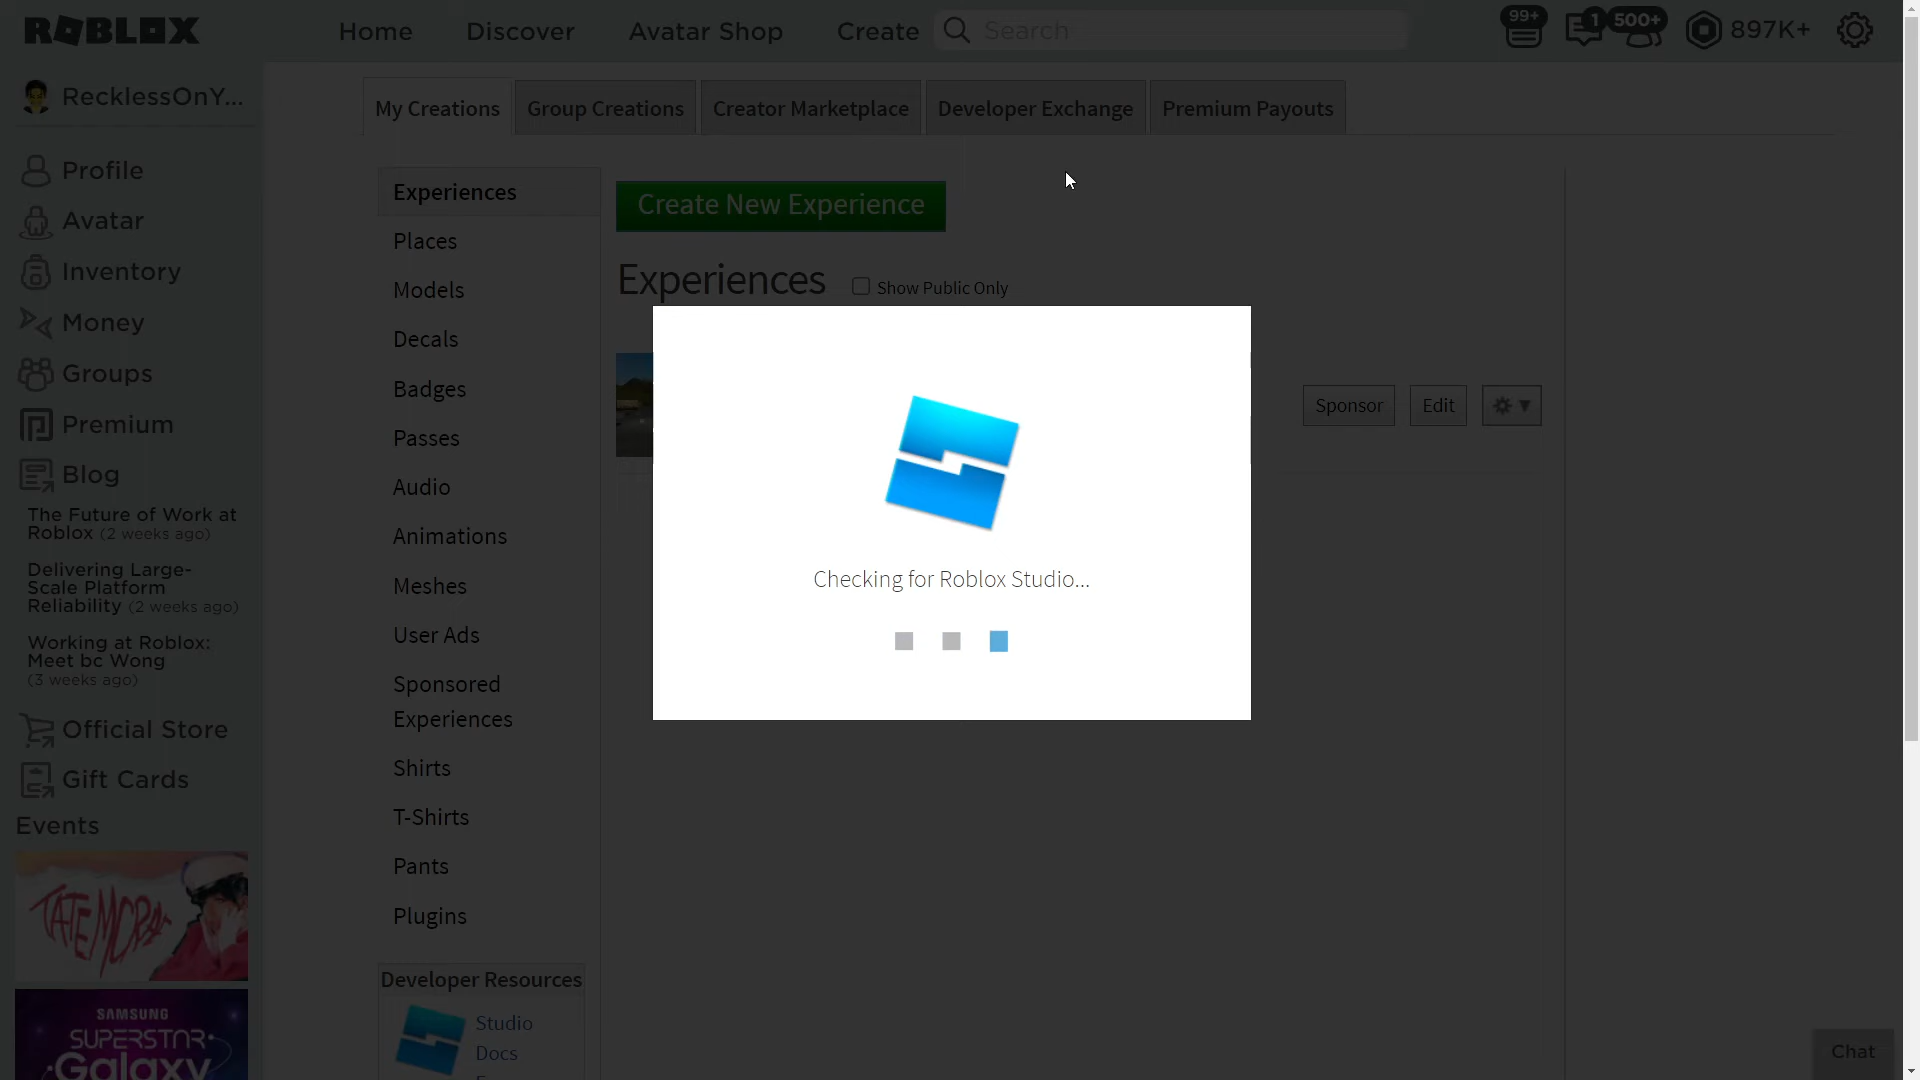 ROBLOX
Home
Discover
Avatar Shop
Create
Search
99+
1
500+
897K+
RecklessOnY...
Profile
Avatar
Inventory
Money
Groups
Premium
Blog
The Future of Work at
Roblox (2 weeks ago)
Delivering Large-
Scale Platform
Reliability (2 weeks ago)
Working at Roblox:
Meet bc Wong
(3 weeks ago)
Official Store
Gift Cards
Events
TATE MCRAE
SAMSUNG
SUPERSTAR
Galaxy
My Creations
Group Creations
Creator Marketplace
Developer Exchange
Premium Payouts
Experiences
Places
Models
Decals
Badges
Passes
Audio
Animations
Meshes
User Ads
Sponsored
Experiences
Shirts
T-Shirts
Pants
Plugins
Developer Resources
Studio
Docs
Create New Experience
Experiences
Show Public Only
Sponsor
Edit
Checking for Roblox Studio...
Chat